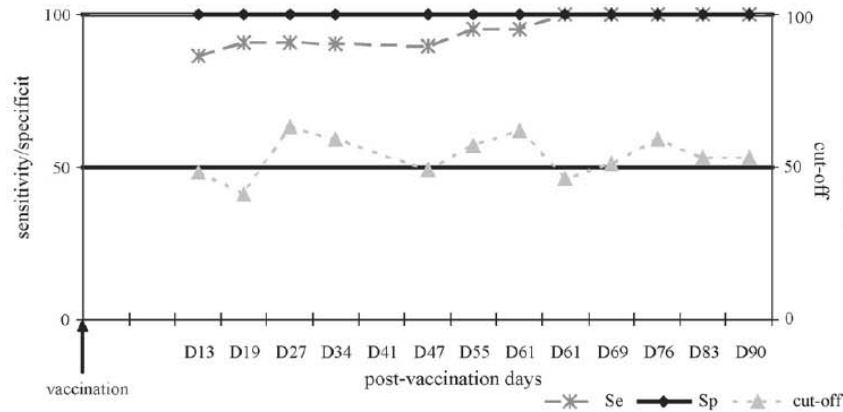 100
50
0
sensitivity/specificit
100
50
0
cut-off
D13 D19 D27 D34 D41 D47 D55 D61 D61 D69 D76 D83 D90
vaccination
post-vaccination days
Se Sp cut-off